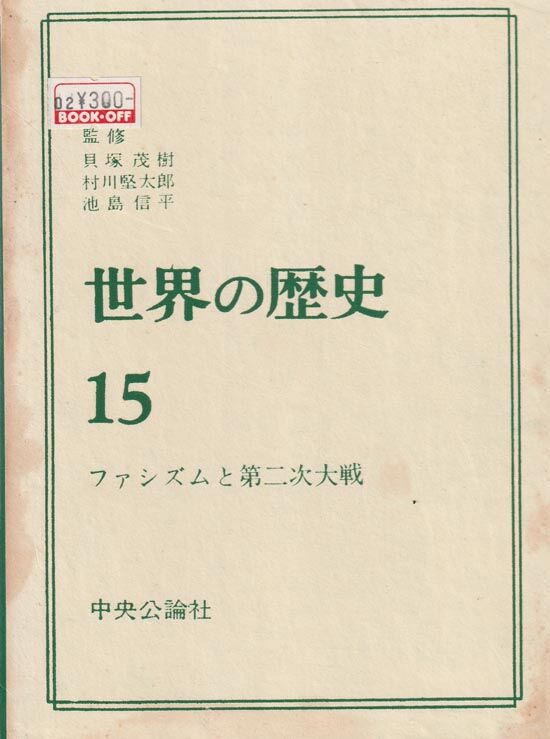 02¥300-
BOOK・OFF
監修
貝塚茂樹
村川堅太郎
池島信平
世界の歴史
15
ファシズムと第二次大戦
中央公論社